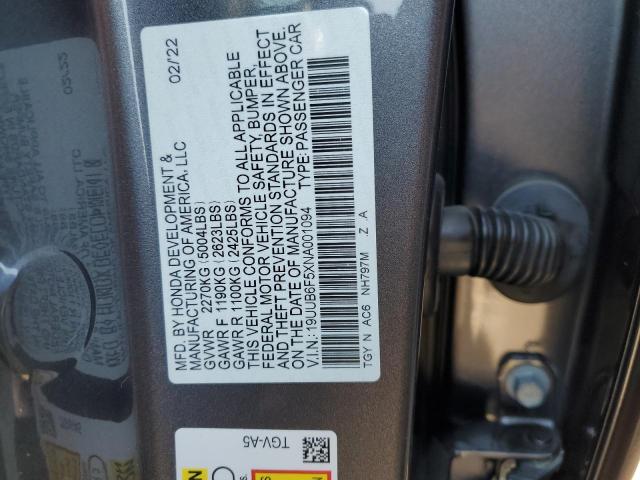 MFD. BY HONDA DEVELOPMENT & 02/22
MANUFACTURING OF AMERICA, LLC
GVWR 2270KG (5004LBS)
GAWR F 1190KG (2623LBS)
GAWR R 1100KG (2425LBS)
THIS VEHICLE CONFORMS TO ALL APPLICABLE
FEDERAL MOTOR VEHICLE SAFETY, BUMPER,
AND THEFT PREVENTION STANDARDS IN EFFECT
ON THE DATE OF MANUFACTURE SHOWN ABOVE.
V.I.N.:19UUB6F5XNA001094 TYPE:PASSENGER CAR
TGY N AC6 NH797M Z .A
TGV-A5